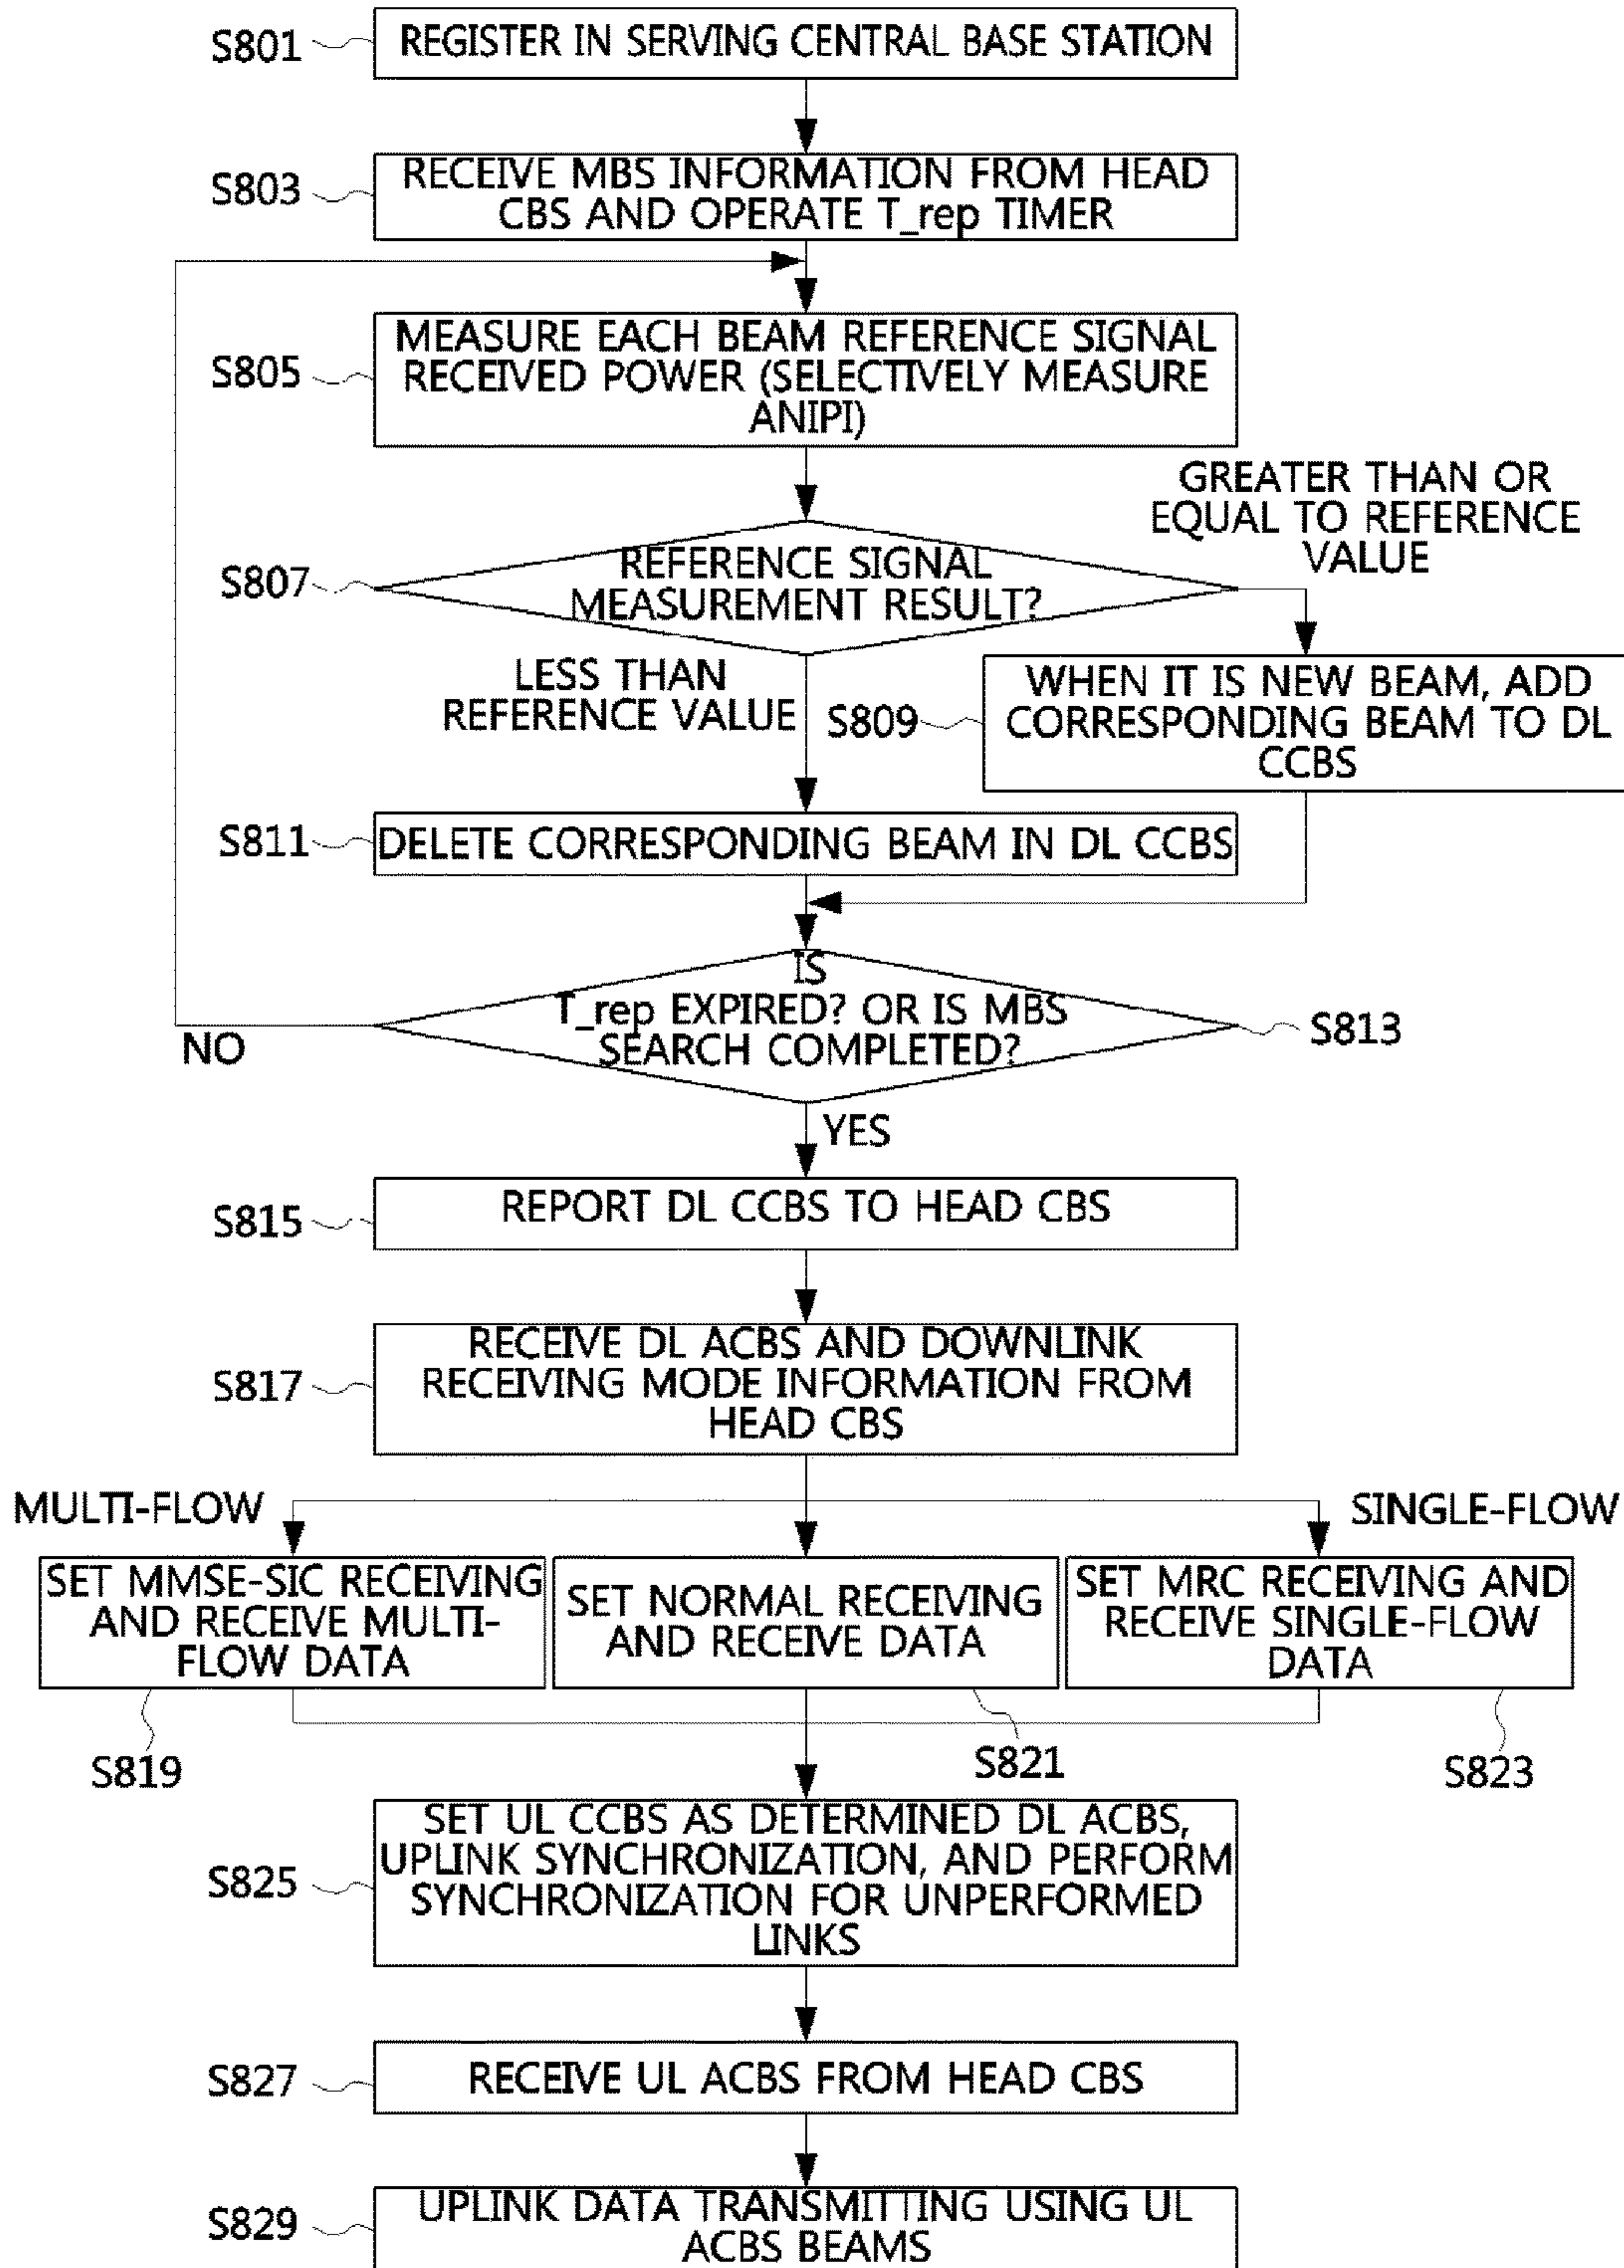 S801
REGISTER IN SERVING CENTRAL BASE STATION
S803
RECEIVE MBS INFORMATION FROM HEAD
CBS AND OPERATE T_rep TIMER
S805
MEASURE EACH BEAM REFERENCE SIGNAL
RECEIVED POWER (SELECTIVELY MEASURE
ANIPI)
GREATER THAN OR
EQUAL TO REFERENCE
VALUE
S807
REFERENCE SIGNAL
MEASUREMENT RESULT?
LESS THAN
REFERENCE VALUE
S809
WHEN IT IS NEW BEAM, ADD
CORRESPONDING BEAM TO DL
CCBS
S811
DELETE CORRESPONDING BEAM IN DL CCBS
IS
T_rep EXPIRED? OR IS MBS
SEARCH COMPLETED?
S813
NO
YES
S815
REPORT DL CCBS TO HEAD CBS
S817
RECEIVE DL ACBS AND DOWNLINK
RECEIVING MODE INFORMATION FROM
HEAD CBS
MULTI-FLOW
SINGLE-FLOW
SET MMSE-SIC RECEIVING
AND RECEIVE MULTI-
FLOW DATA
SET NORMAL RECEIVING
AND RECEIVE DATA
SET MRC RECEIVING AND
RECEIVE SINGLE-FLOW
DATA
S819
S821
S823
S825
SET UL CCBS AS DETERMINED DL ACBS,
UPLINK SYNCHRONIZATION, AND PERFORM
SYNCHRONIZATION FOR UNPERFORMED
LINKS
S827
RECEIVE UL ACBS FROM HEAD CBS
S829
UPLINK DATA TRANSMITTING USING UL
ACBS BEAMS